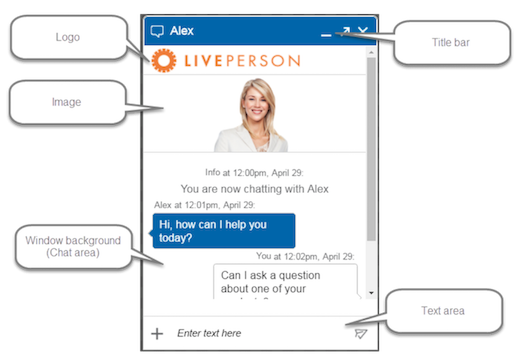 Logo
Alex
Title bar
LIVEPERSON
Image
Info at 12:00pm, April 29:
You are now chatting with Alex
Alex at 12:01pm, April 29:
Hi, how can I help you
today?
You at 12:02pm, April 29:
Window background
(Chat area)
Can I ask a question
about one of your
Text area
Enter text here